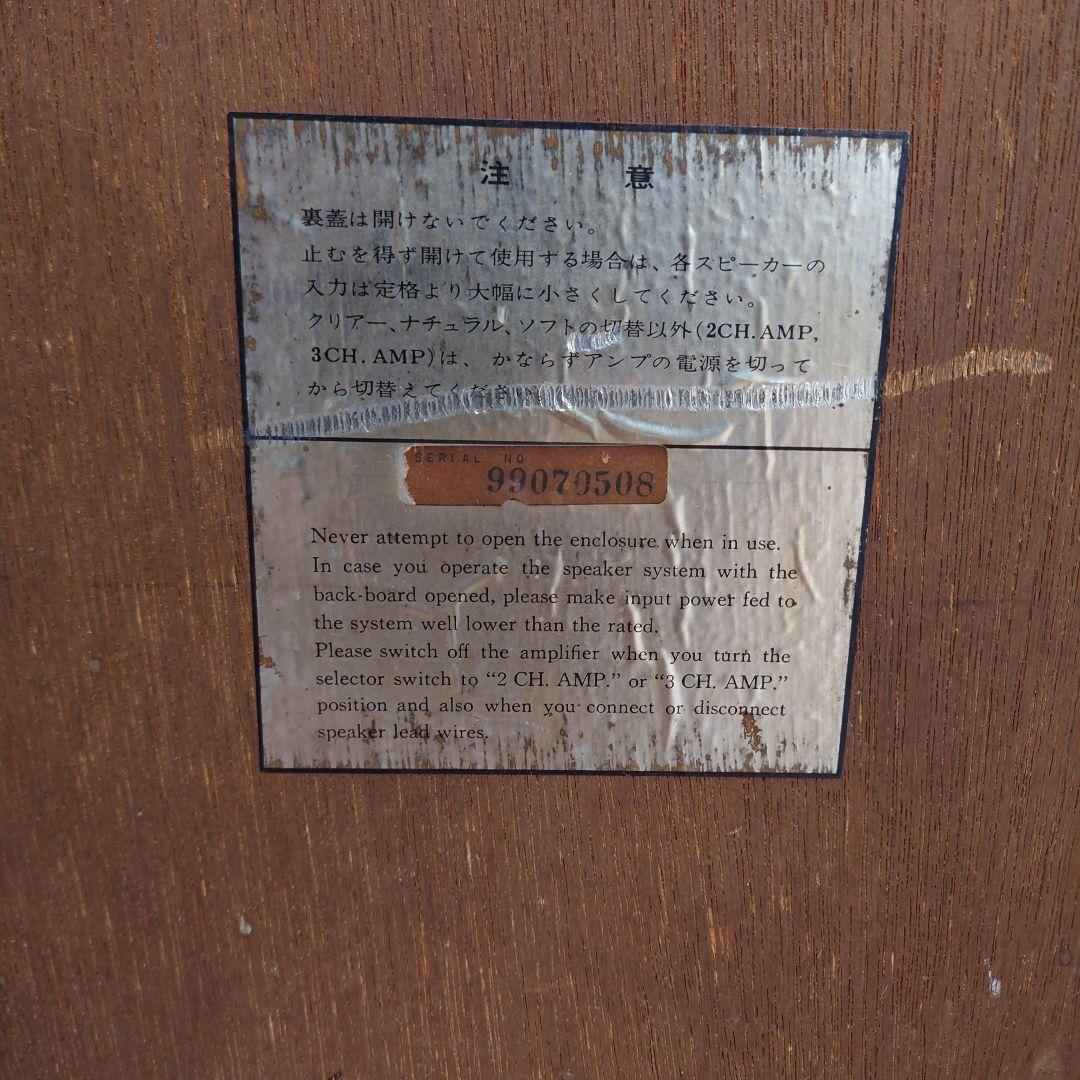 注 意
裏蓋は開けないでください。
止むを得ず開けて使用する場合は、各スピーカーの
入力は定格より大幅に小さくしてください。
クリアー、ナチュラル、ソフトの切替以外(2CH.AMP,
3CH.AMP)は、かならずアンプの電源を切って
から切替えてください
SERIAL NO
99070508
Never attempt to open the enclosure when in use.
In case you operate the speaker system with the
back-board opened, please make input power fed to
the system well lower than the rated.
Please switch off the amplifier when you turn the
selector switch to “2 CH. AMP.” or “3 CH. AMP.”
position and also when you connect or disconnect
speaker lead wires.